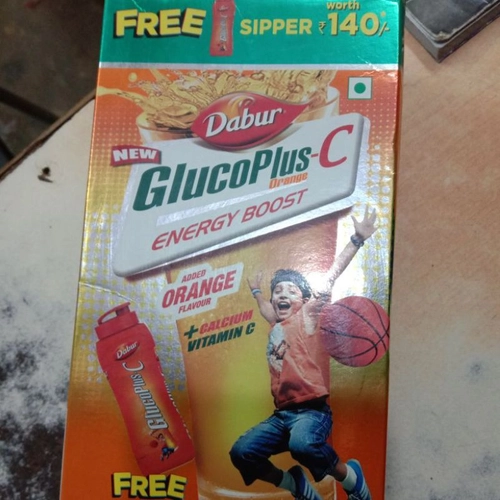 FREE SIPPER worth ₹140/-*
Dabur
NEW
GlucoPlus-C
Orange
ENERGY BOOST
ADDED
ORANGE
FLAVOUR
+CALCIUM
VITAMIN C
Dabur
GlucoPlus-C
FREE